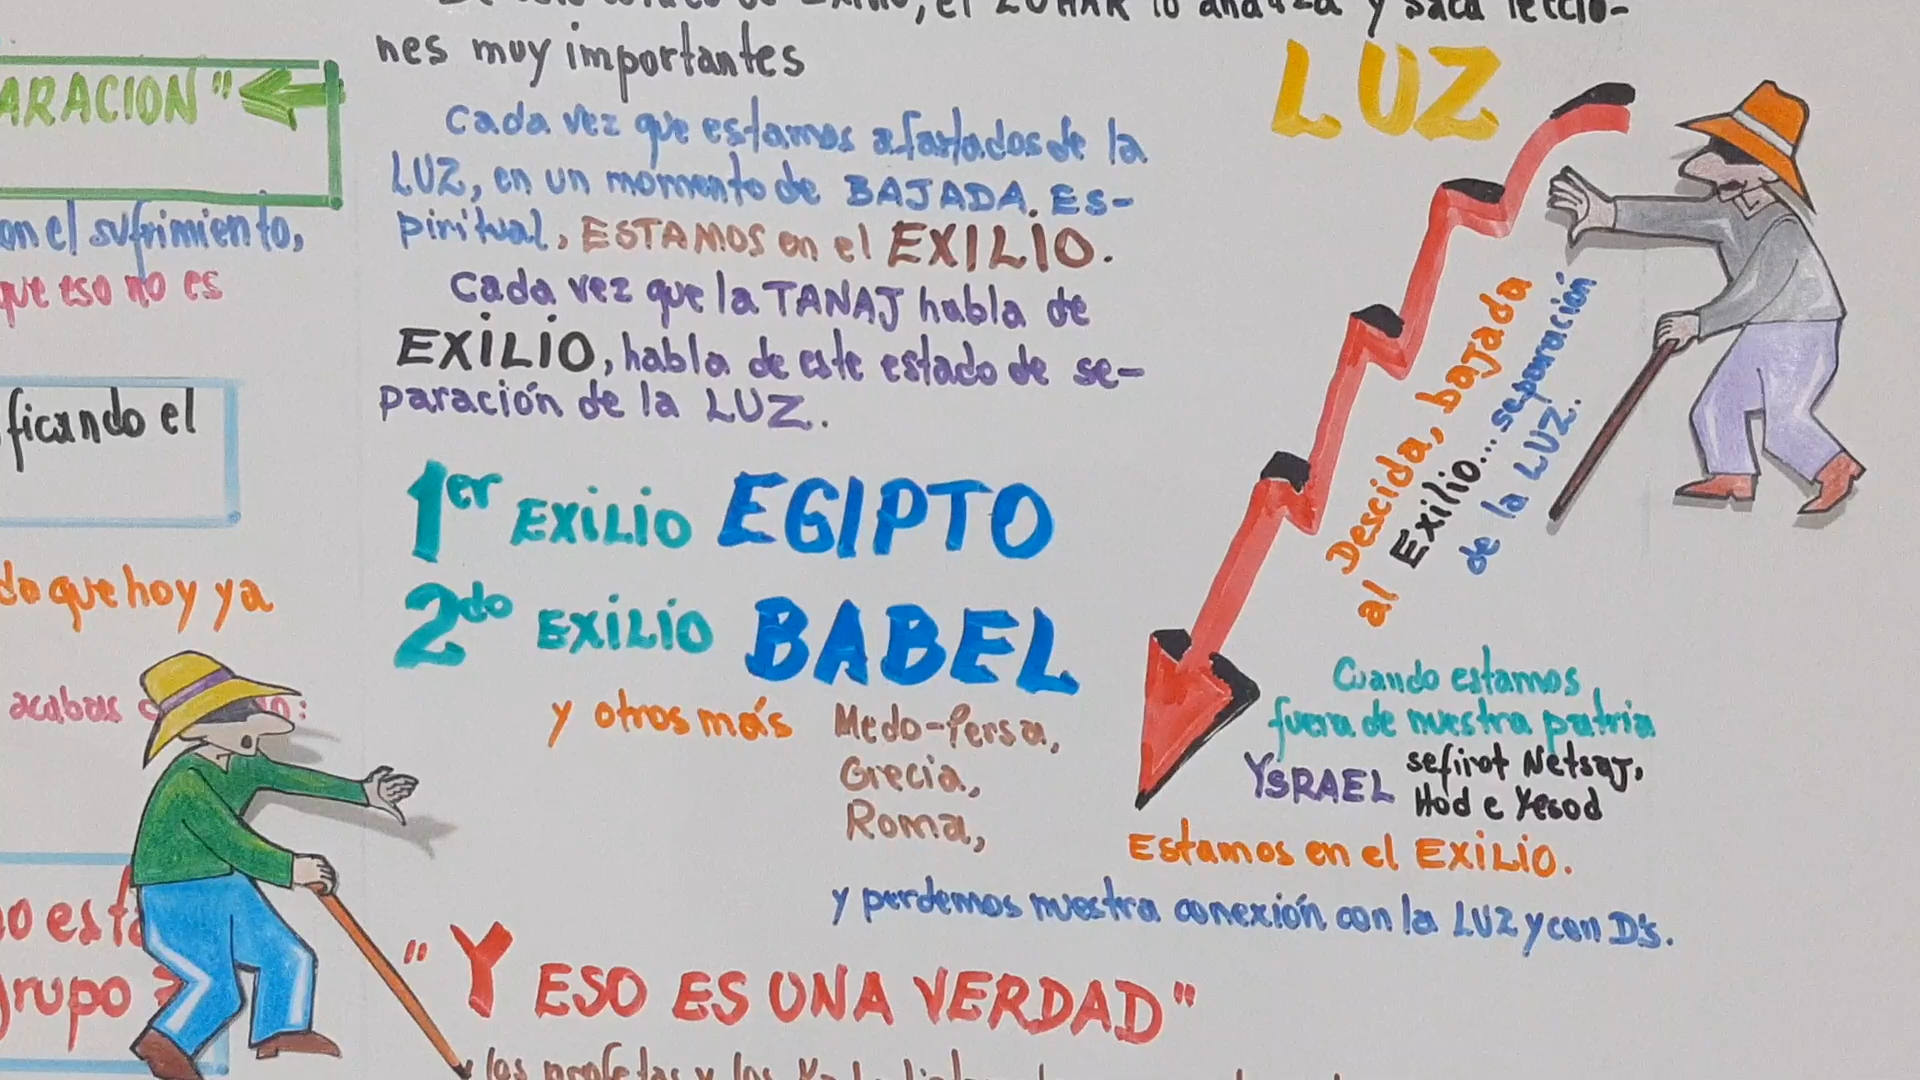 nes muy importantes
LUZ
ARACION"
Cada vez que estamos afastados de la
LUZ, en un momento de BAJADA. ES-
piritual, ESTAMOS en el EXILIO.
on el sufrimiento,
que eso no es
Cada vez que la TANAJ habla de
EXILIO, habla de este estado de se-
paración de la LUZ.
ficando el
Descida, bajada
al Exilio... separación
de la LUZ.
1er EXILIO EGIPTO
2do EXILIO BABEL
do que hoy ya
acabas
y otros más Medo-Persa,
Grecia,
Roma,
Cuando estamos
fuera de nuestra patria
YSRAEL sefirot Netsaj,
Hod e Yesod
Estamos en el EXILIO.
y perdemos nuestra conexión con la LUZ y con D's.
"Y ESO ES UNA VERDAD"
grupo